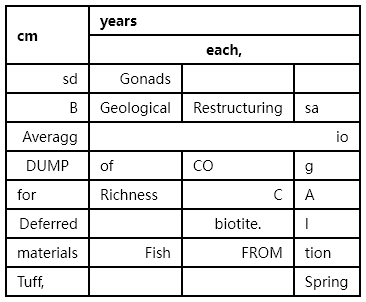 cm years
each,
sd Gonads
B Geological Restructuring sa
Averagg io
DUMP of CO g
for Richness C A
Deferred biotite. I
materials Fish FROM tion
Tuff, Spring